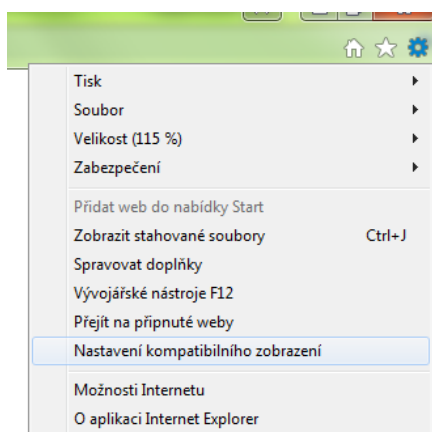 Tisk
Soubor
Velikost (115 %)
Zabezpečení
Přidat web do nabídky Start
Zobrazit stahované soubory Ctrl+J
Spravovat doplňky
Vývojářské nástroje F12
Přejít na připnuté weby
Nastavení kompatibilního zobrazení
Možnosti Internetu
O aplikaci Internet Explorer